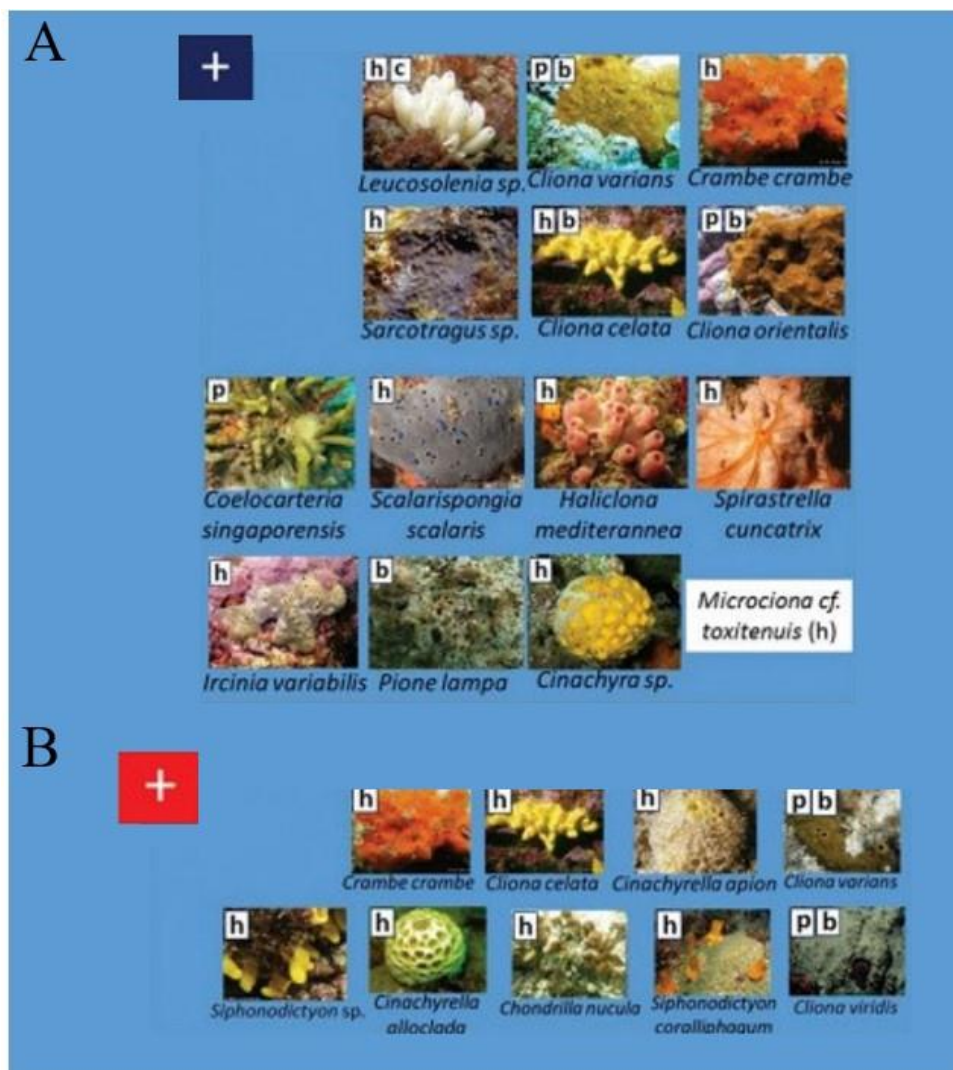 A
+
h c p b h
Leucosolenia sp. Cliona varians Crambe crambe
h h b p b
Sarcotragus sp. Cliona celata Cliona orientalis
p h h h
Coelocarteria Scalarispongia Haliclona Spirastrella
singaporensis scalaris mediterannea cuncatrix
h b h Microciona cf.
toxitenuis (h)
Ircinia variabilis Pione lampa Cinachyra sp.
B
+
h h h p b
Crambe crambe Cliona celata Cinachyrella apion Cliona varians
h h h h p b
Siphonodictyon sp. Cinachyrella Chondrilla nucula Siphonodictyon Cliona viridis
alloclada coralliphagum